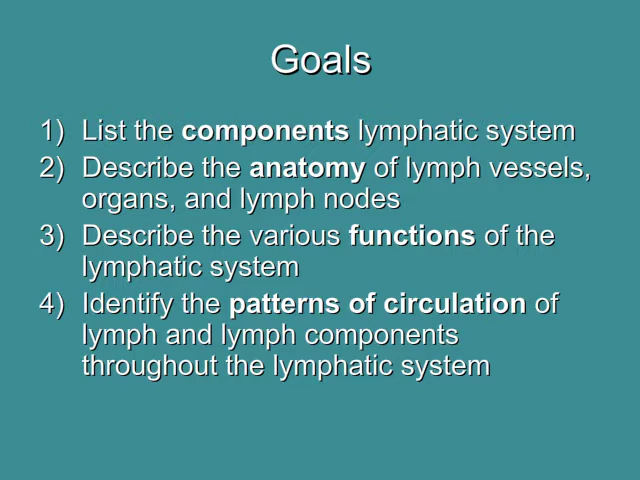 Goals
1) List the components lymphatic system
2) Describe the anatomy of lymph vessels,
organs, and lymph nodes
3) Describe the various functions of the
lymphatic system
4) Identify the patterns of circulation of
lymph and lymph components
throughout the lymphatic system